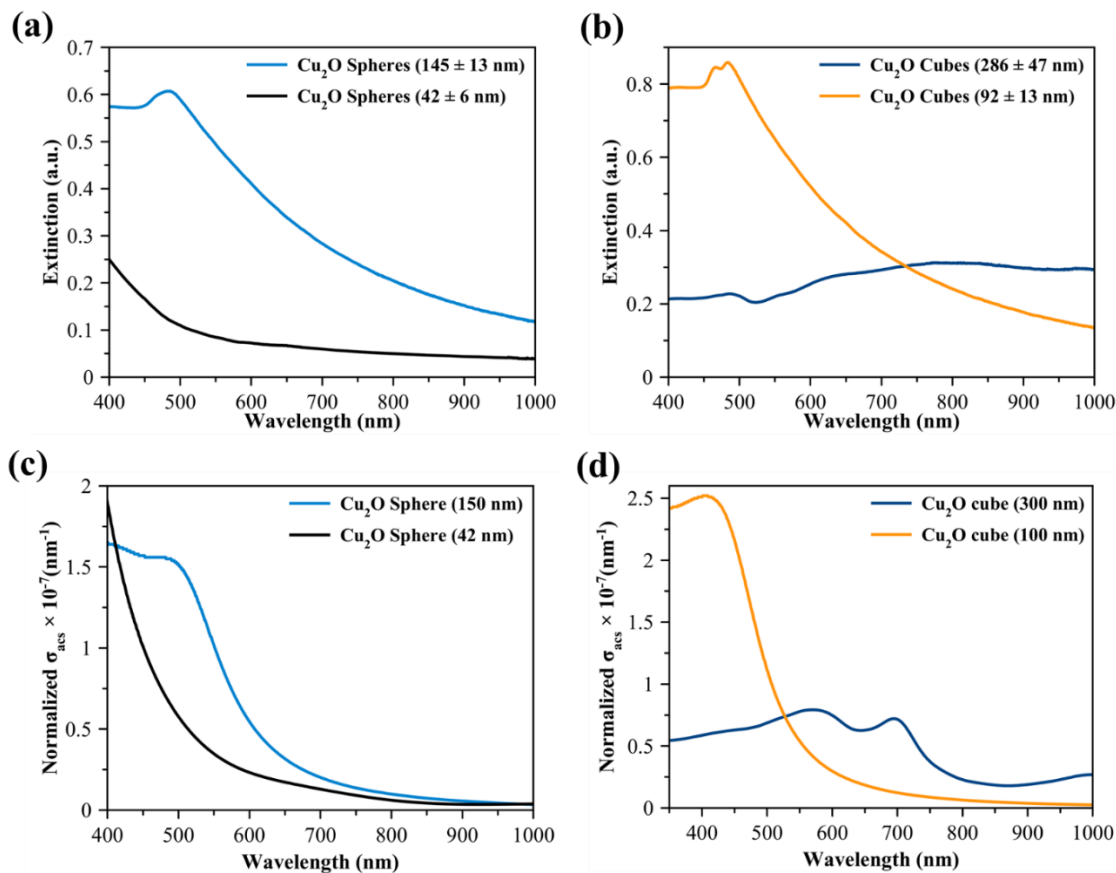 (a)
Cu₂O Spheres (145 ± 13 nm)
Cu₂O Spheres (42 ± 6 nm)
Extinction (a.u.)
0.7
0.6
0.5
0.4
0.3
0.2
0.1
0
400 500 600 700 800 900 1000
Wavelength (nm)
(b)
Cu₂O Cubes (286 ± 47 nm)
Cu₂O Cubes (92 ± 13 nm)
Extinction (a.u.)
0.8
0.6
0.4
0.2
0
400 500 600 700 800 900 1000
Wavelength (nm)
(c)
Cu₂O Sphere (150 nm)
Cu₂O Sphere (42 nm)
Normalized σacs × 10⁻⁷(nm⁻¹)
2
1.5
1
0.5
0
400 500 600 700 800 900 1000
Wavelength (nm)
(d)
Cu₂O cube (300 nm)
Cu₂O cube (100 nm)
Normalized σacs × 10⁻⁷(nm⁻¹)
2.5
2
1.5
1
0.5
0
400 500 600 700 800 900 1000
Wavelength (nm)